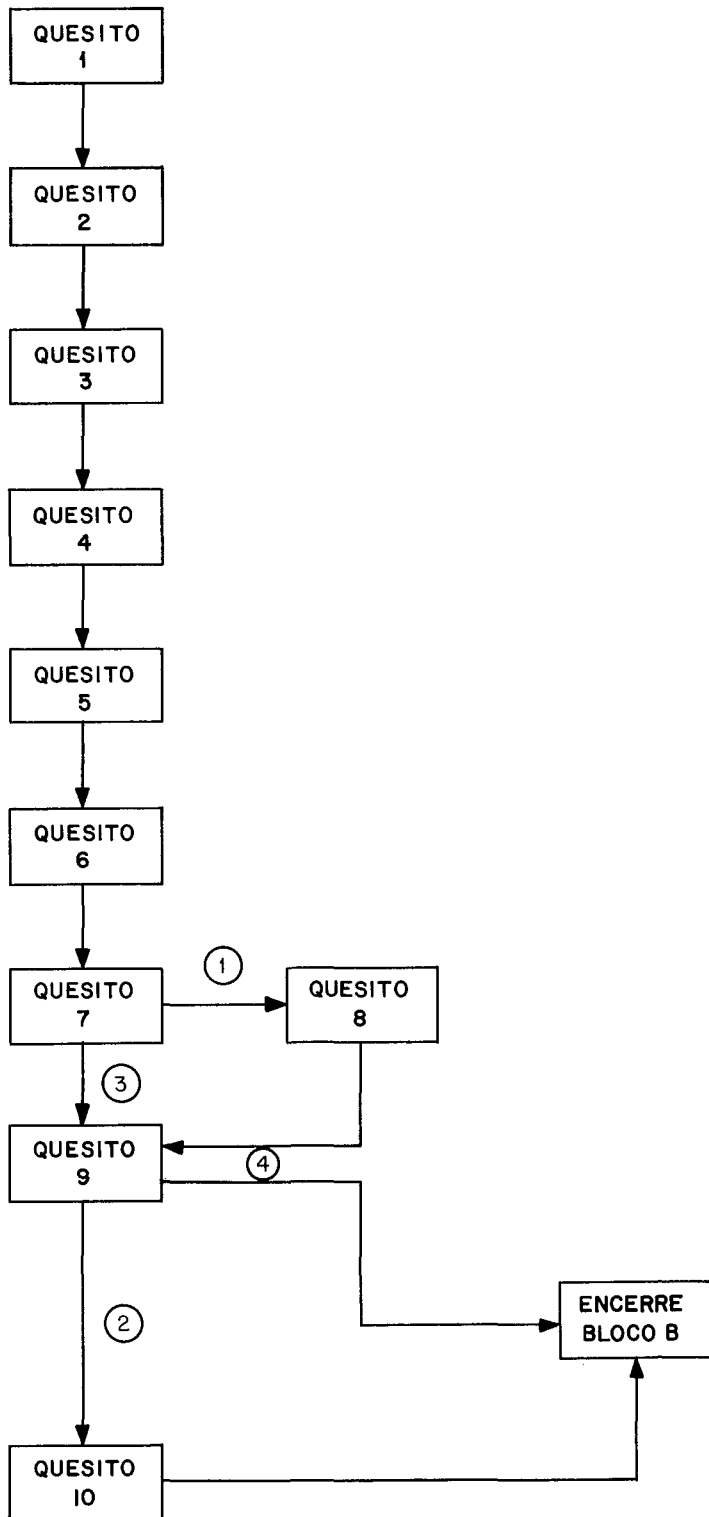 QUESITO
1
QUESITO
2
QUESITO
3
QUESITO
4
QUESITO
5
QUESITO
6
QUESITO
7
1
QUESITO
8
3
QUESITO
9
4
2
ENCERRE
BLOCO B
QUESITO
10